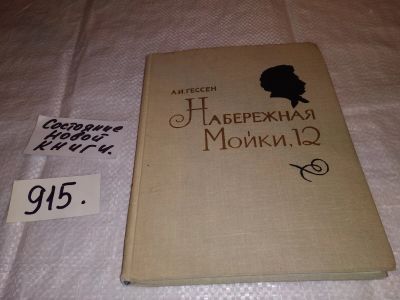 Состояние
новой
книги.
915.
А.И.ГЕССЕН
НАБЕРЕЖНАЯ
МОЙКИ, 12